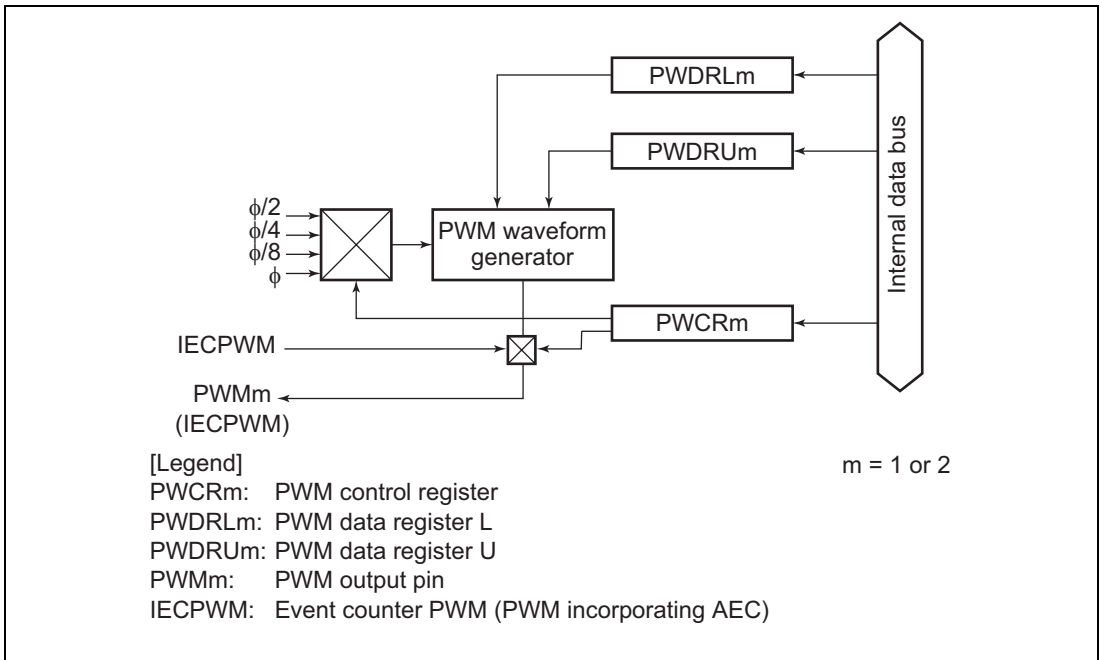 PWDRLm
PWDRUm
Internal data bus
ϕ/2
ϕ/4
ϕ/8
ϕ
PWM waveform
generator
PWCRm
IECPWM
PWMm
(IECPWM)
[Legend]
m = 1 or 2
PWCRm: PWM control register
PWDRLm: PWM data register L
PWDRUm: PWM data register U
PWMm: PWM output pin
IECPWM: Event counter PWM (PWM incorporating AEC)